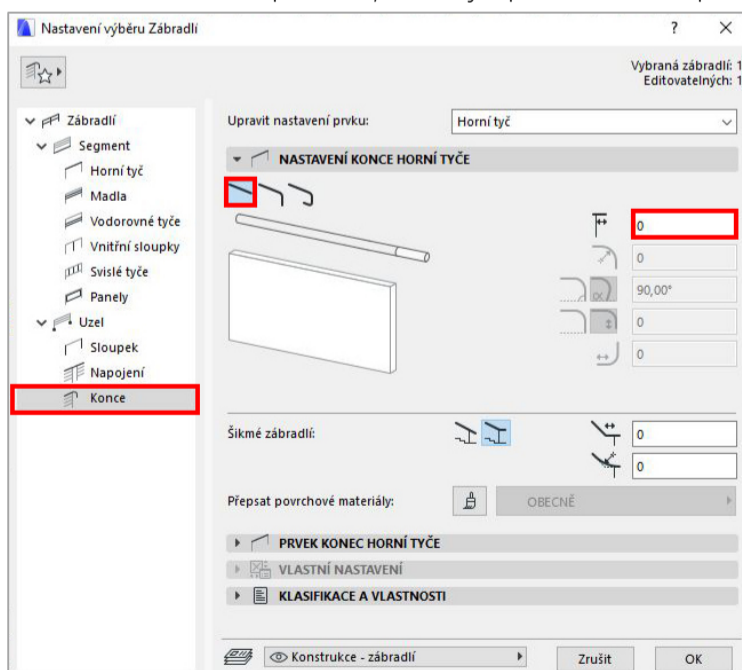 Nastavení výběru Zábradlí
? ×
Vybraná zábradlí: 1
Editovatelných: 1
Zábradlí
Segment
Horní tyč
Madla
Vodorovné tyče
Vnitřní sloupky
Svislé tyče
Panely
Uzel
Sloupek
Napojení
Konce
Upravit nastavení prvku: Horní tyč
NASTAVENÍ KONCE HORNÍ TYČE
0
0
90,00°
0
0
Šikmé zábradlí: 0
0
Přepsat povrchové materiály: OBECNĚ
PRVEK KONEC HORNÍ TYČE
VLASTNÍ NASTAVENÍ
KLASIFIKACE A VLASTNOSTI
Konstrukce - zábradlí Zrušit OK